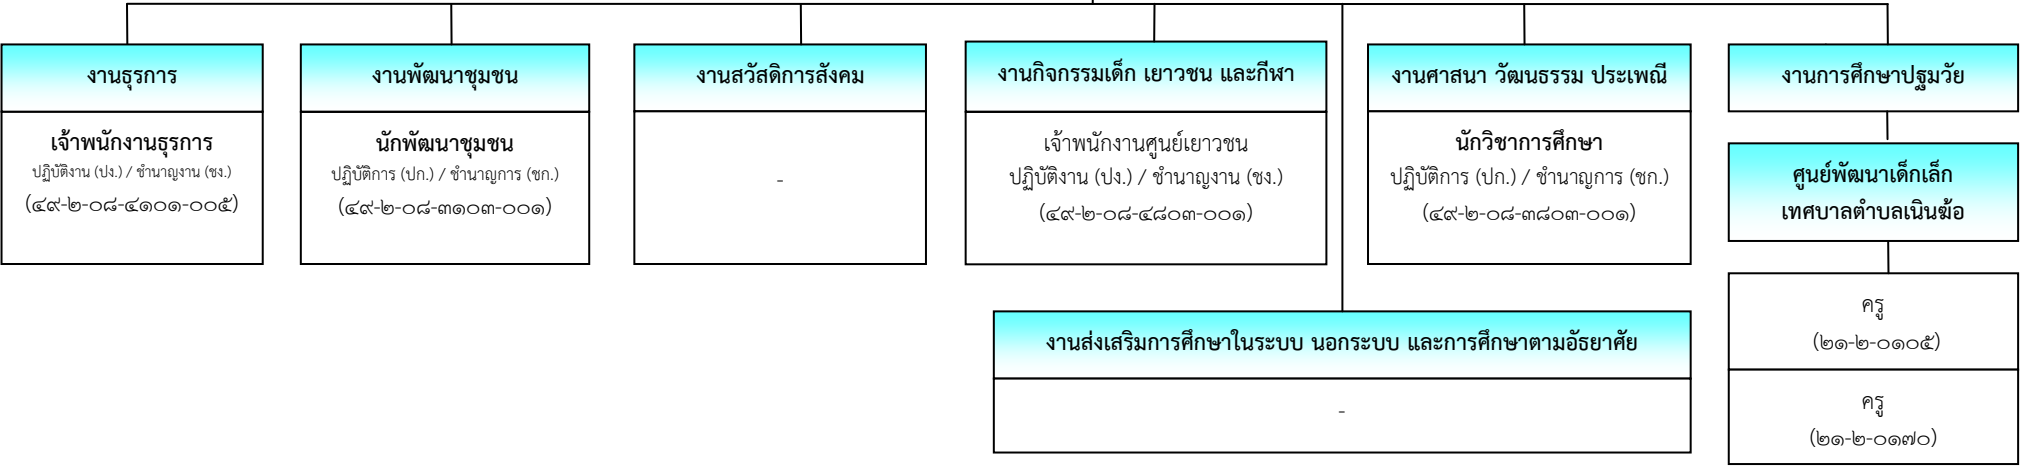 งานธุรการ
เจ้าพนักงานธุรการ
ปฏิบัติงาน (ปง.) / ชำนาญงาน (ชง.)
(๔๙-๒-๐๘-๔๑๐๑-๐๐๕)
งานพัฒนาชุมชน
นักพัฒนาชุมชน
ปฏิบัติการ (ปก.) / ชำนาญการ (ชก.)
(๔๙-๒-๐๘-๓๑๐๓-๐๐๑)
งานสวัสดิการสังคม
-
งานกิจกรรมเด็ก เยาวชน และกีฬา
เจ้าพนักงานศูนย์เยาวชน
ปฏิบัติงาน (ปง.) / ชำนาญงาน (ชง.)
(๔๙-๒-๐๘-๔๘๐๓-๐๐๑)
งานศาสนา วัฒนธรรม ประเพณี
นักวิชาการศึกษา
ปฏิบัติการ (ปก.) / ชำนาญการ (ชก.)
(๔๙-๒-๐๘-๓๘๐๓-๐๐๑)
งานการศึกษาปฐมวัย
ศูนย์พัฒนาเด็กเล็ก
เทศบาลตำบลเนินฆ้อ
ครู
(๒๑-๒-๐๑๐๕)
ครู
(๒๑-๒-๐๑๗๐)
งานส่งเสริมการศึกษาในระบบ นอกระบบ และการศึกษาตามอัธยาศัย
-